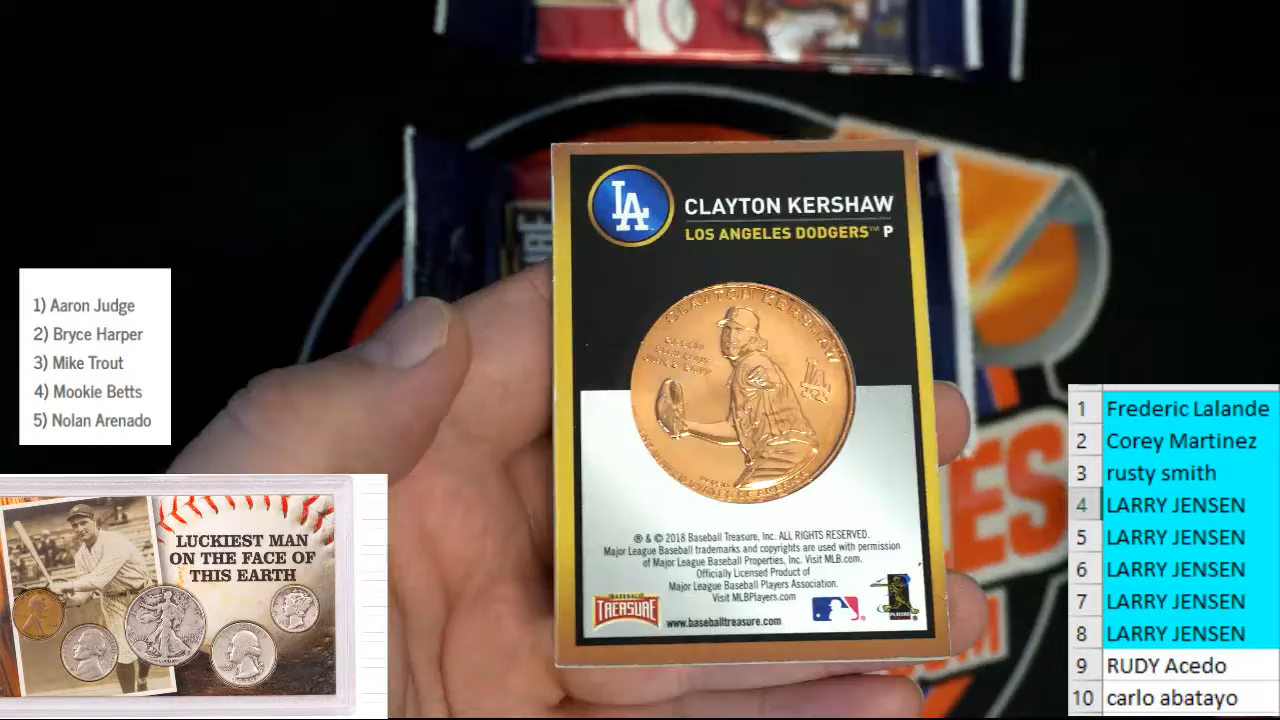 LA
CLAYTON KERSHAW
LOS ANGELES DODGERS™ P
CLAYTON KERSHAW
LA
® & © 2018 Baseball Treasure, Inc. ALL RIGHTS RESERVED.
Major League Baseball trademarks and copyrights are used with permission
of Major League Baseball Properties, Inc. Visit MLB.com.
Officially Licensed Product of
Major League Baseball Players Association.
Visit MLBPlayers.com
BASEBALL
TREASURE
www.baseballtreasure.com
1) Aaron Judge
2) Bryce Harper
3) Mike Trout
4) Mookie Betts
5) Nolan Arenado
LUCKIEST MAN
ON THE FACE OF
THIS EARTH
1 Frederic Lalande
2 Corey Martinez
3 rusty smith
4 LARRY JENSEN
5 LARRY JENSEN
6 LARRY JENSEN
7 LARRY JENSEN
8 LARRY JENSEN
9 RUDY Acedo
10 carlo abatayo